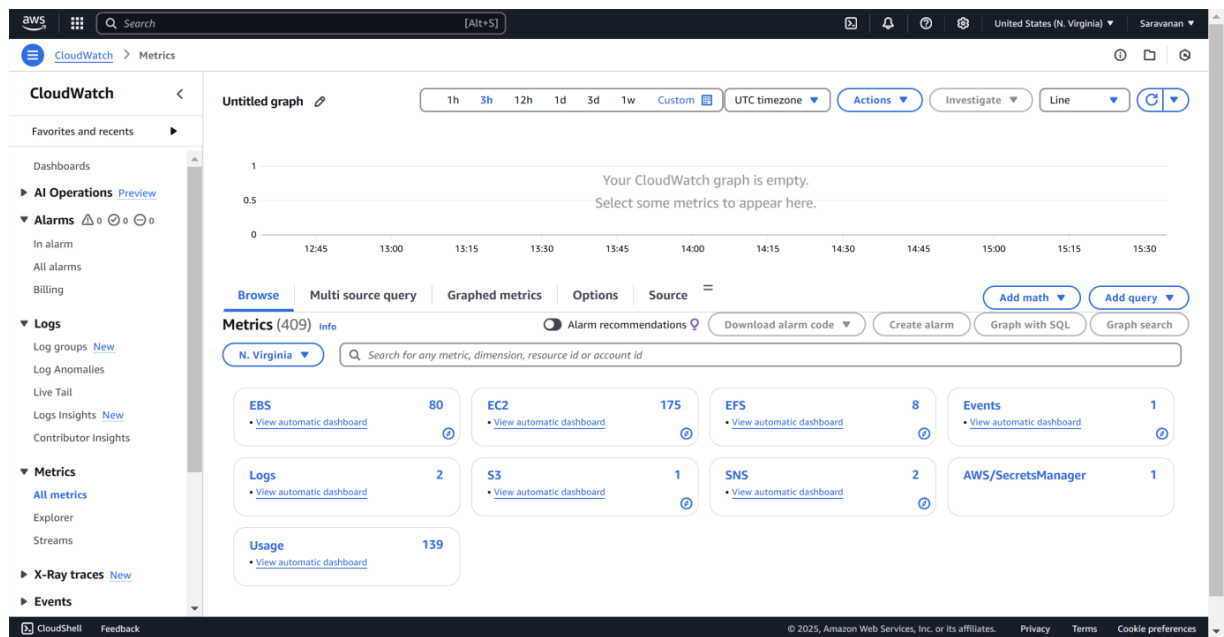 aws Search [Alt+S] United States (N. Virginia) Saravanan
CloudWatch > Metrics
CloudWatch
Favorites and recents
Dashboards
AI Operations Preview
Alarms 0 0 0
In alarm
All alarms
Billing
Logs
Log groups New
Log Anomalies
Live Tail
Logs Insights New
Contributor Insights
Metrics
All metrics
Explorer
Streams
X-Ray traces New
Events
Untitled graph 1h 3h 12h 1d 3d 1w Custom UTC timezone Actions Investigate Line
1
0.5
0
Your CloudWatch graph is empty.
Select some metrics to appear here.
12:45 13:00 13:15 13:30 13:45 14:00 14:15 14:30 14:45 15:00 15:15 15:30
Browse Multi source query Graphed metrics Options Source Add math Add query
Metrics (409) Info Alarm recommendations Download alarm code Create alarm Graph with SQL Graph search
N. Virginia Search for any metric, dimension, resource id or account id
EBS 80 EC2 175 EFS 8 Events 1
• View automatic dashboard • View automatic dashboard • View automatic dashboard • View automatic dashboard
Logs 2 S3 1 SNS 2 AWS/SecretsManager 1
• View automatic dashboard • View automatic dashboard • View automatic dashboard
Usage 139
• View automatic dashboard
CloudShell Feedback © 2025, Amazon Web Services, Inc. or its affiliates. Privacy Terms Cookie preferences